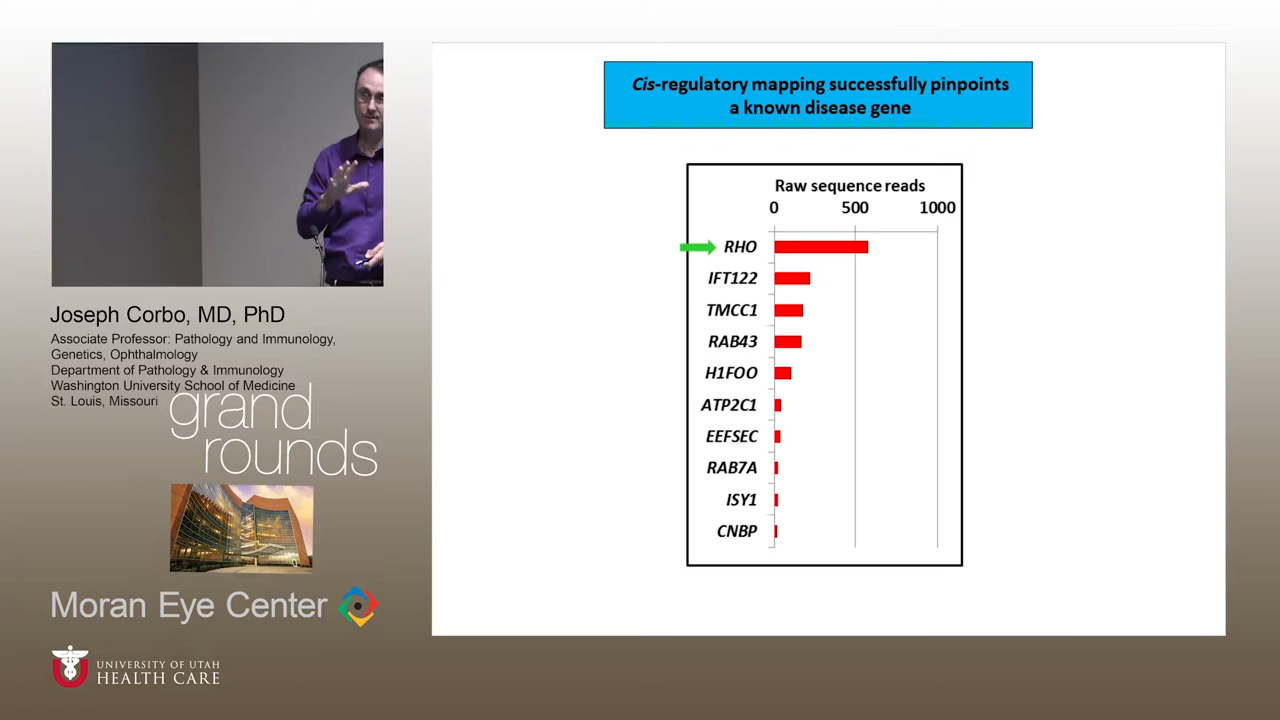 Cis-regulatory mapping successfully pinpoints
a known disease gene
Raw sequence reads
0 500 1000
RHO
IFT122
TMCC1
RAB43
H1FOO
ATP2C1
EEFSEC
RAB7A
ISY1
CNBP
Joseph Corbo, MD, PhD
Associate Professor: Pathology and Immunology,
Genetics, Ophthalmology
Department of Pathology & Immunology
Washington University School of Medicine
St. Louis, Missouri
grand
rounds
Moran Eye Center
U
UNIVERSITY OF UTAH
HEALTH CARE